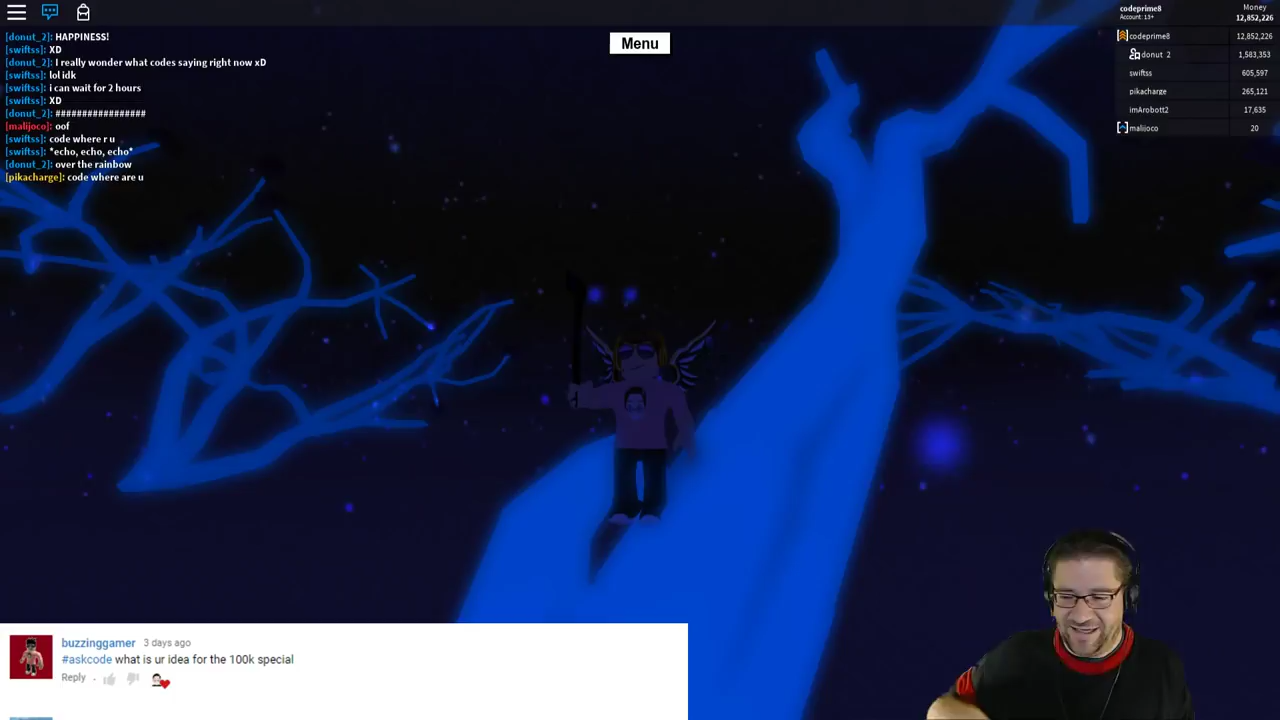 codeprime8
Account: 13+
Money
12,852,226
codeprime8 12,852,226
donut_2 1,583,353
swiftss 605,597
pikacharge 265,121
imArobott2 17,635
malijoco 20
Menu
[donut_2]: HAPPINESS!
[swiftss]: XD
[donut_2]: I really wonder what codes saying right now xD
[swiftss]: lol idk
[swiftss]: i can wait for 2 hours
[swiftss]: XD
[donut_2]: #################
[malijoco]: oof
[swiftss]: code where r u
[swiftss]: *echo, echo, echo*
[donut_2]: over the rainbow
[pikacharge]: code where are u
buzzinggamer 3 days ago
#askcode what is ur idea for the 100k special
Reply